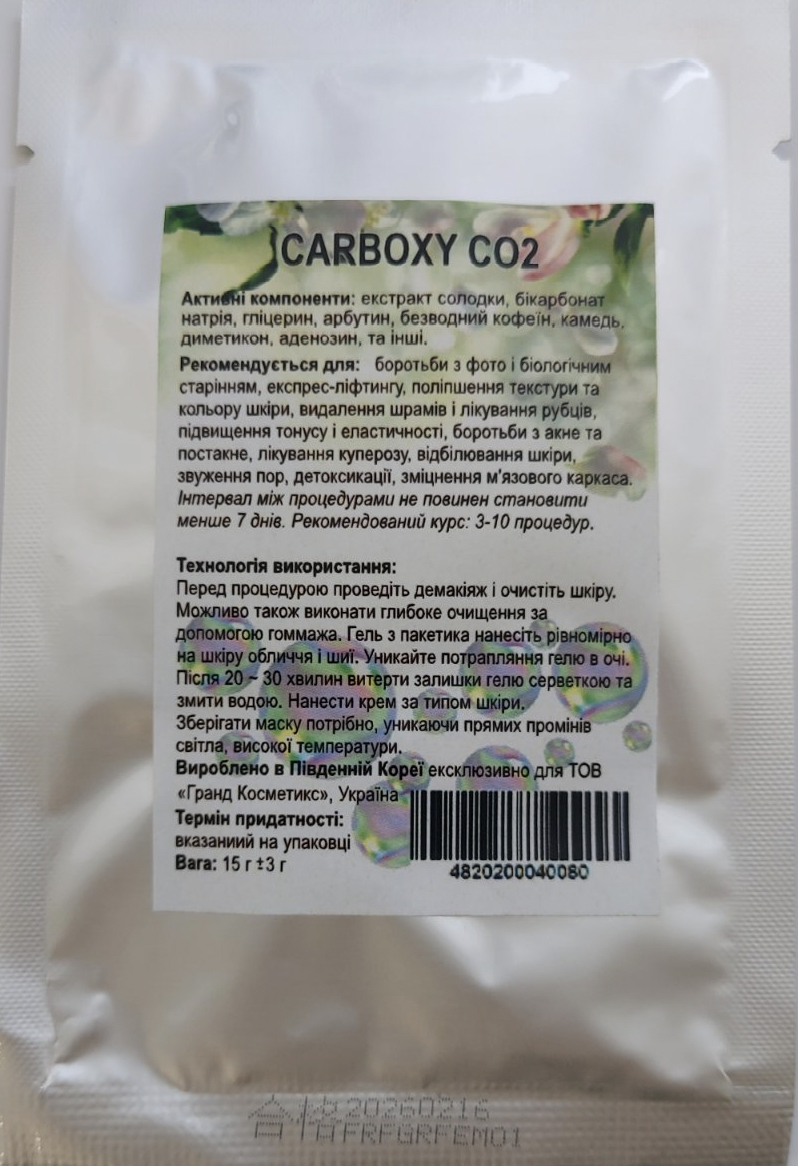 CARBOXY CO2
Активні компоненти: екстракт солодки, бікарбонат
натрія, гліцерин, арбутин, безводний кофеїн, камедь,
диметикон, аденозин, та інші.
Рекомендується для: боротьби з фото і біологічним
старінням, експрес-ліфтингу, поліпшення текстури та
кольору шкіри, видалення шрамів і лікування рубців,
підвищення тонусу і еластичності, боротьби з акне та
постакне, лікування куперозу, відбілювання шкіри,
звуження пор, детоксикації, зміцнення м'язового каркаса.
Інтервал між процедурами не повинен становити
менше 7 днів. Рекомендований курс: 3-10 процедур.
Технологія використання:
Перед процедурою проведіть демакіяж і очистіть шкіру.
Можливо також виконати глибоке очищення за
допомогою гоммажа. Гель з пакетика нанесіть рівномірно
на шкіру обличчя і шиї. Уникайте потрапляння гелю в очі.
Після 20 ~ 30 хвилин витерти залишки гелю серветкою та
змити водою. Нанести крем за типом шкіри.
Зберігати маску потрібно, уникаючи прямих промінів
світла, високої температури.
Вироблено в Південній Кореї ексклюзивно для ТОВ
«Гранд Косметикс», Україна
Термін придатності:
вказаниий на упаковці
Вага: 15 г ±3 г
4820200040080
20260216
FRFGRFEM01